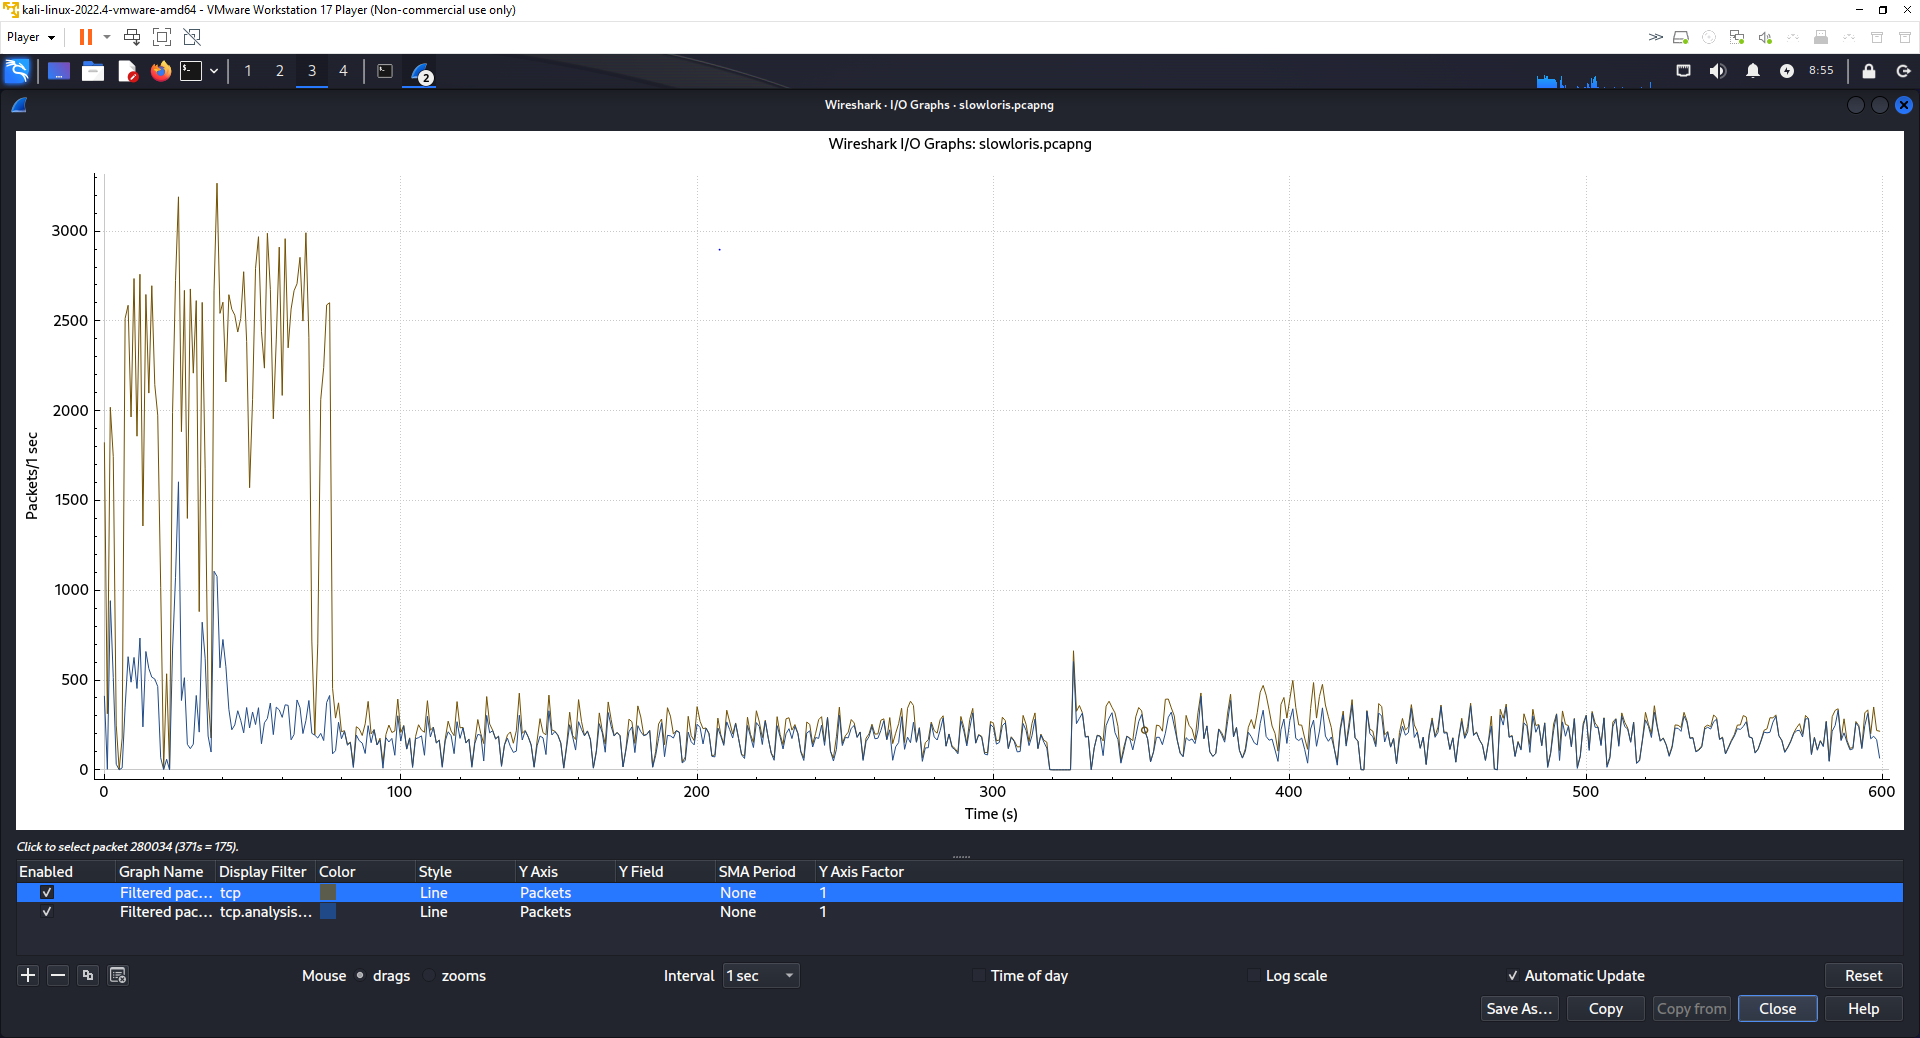 kali-linux-2022.4-vmware-amd64 - VMware Workstation 17 Player (Non-commercial use only)
Player
1 2 3 4 2 8:55
Wireshark · I/O Graphs · slowloris.pcapng
Wireshark I/O Graphs: slowloris.pcapng
3000
2500
2000
1500
1000
500
0
Packets/1 sec
0 100 200 300 400 500 600
Time (s)
Click to select packet 280034 (371s = 175).
Enabled Graph Name Display Filter Color Style Y Axis Y Field SMA Period Y Axis Factor
Filtered pac... tcp Line Packets None 1
Filtered pac... tcp.analysis... Line Packets None 1
Mouse drags zooms Interval 1 sec Time of day Log scale Automatic Update Reset
Save As... Copy Copy from Close Help